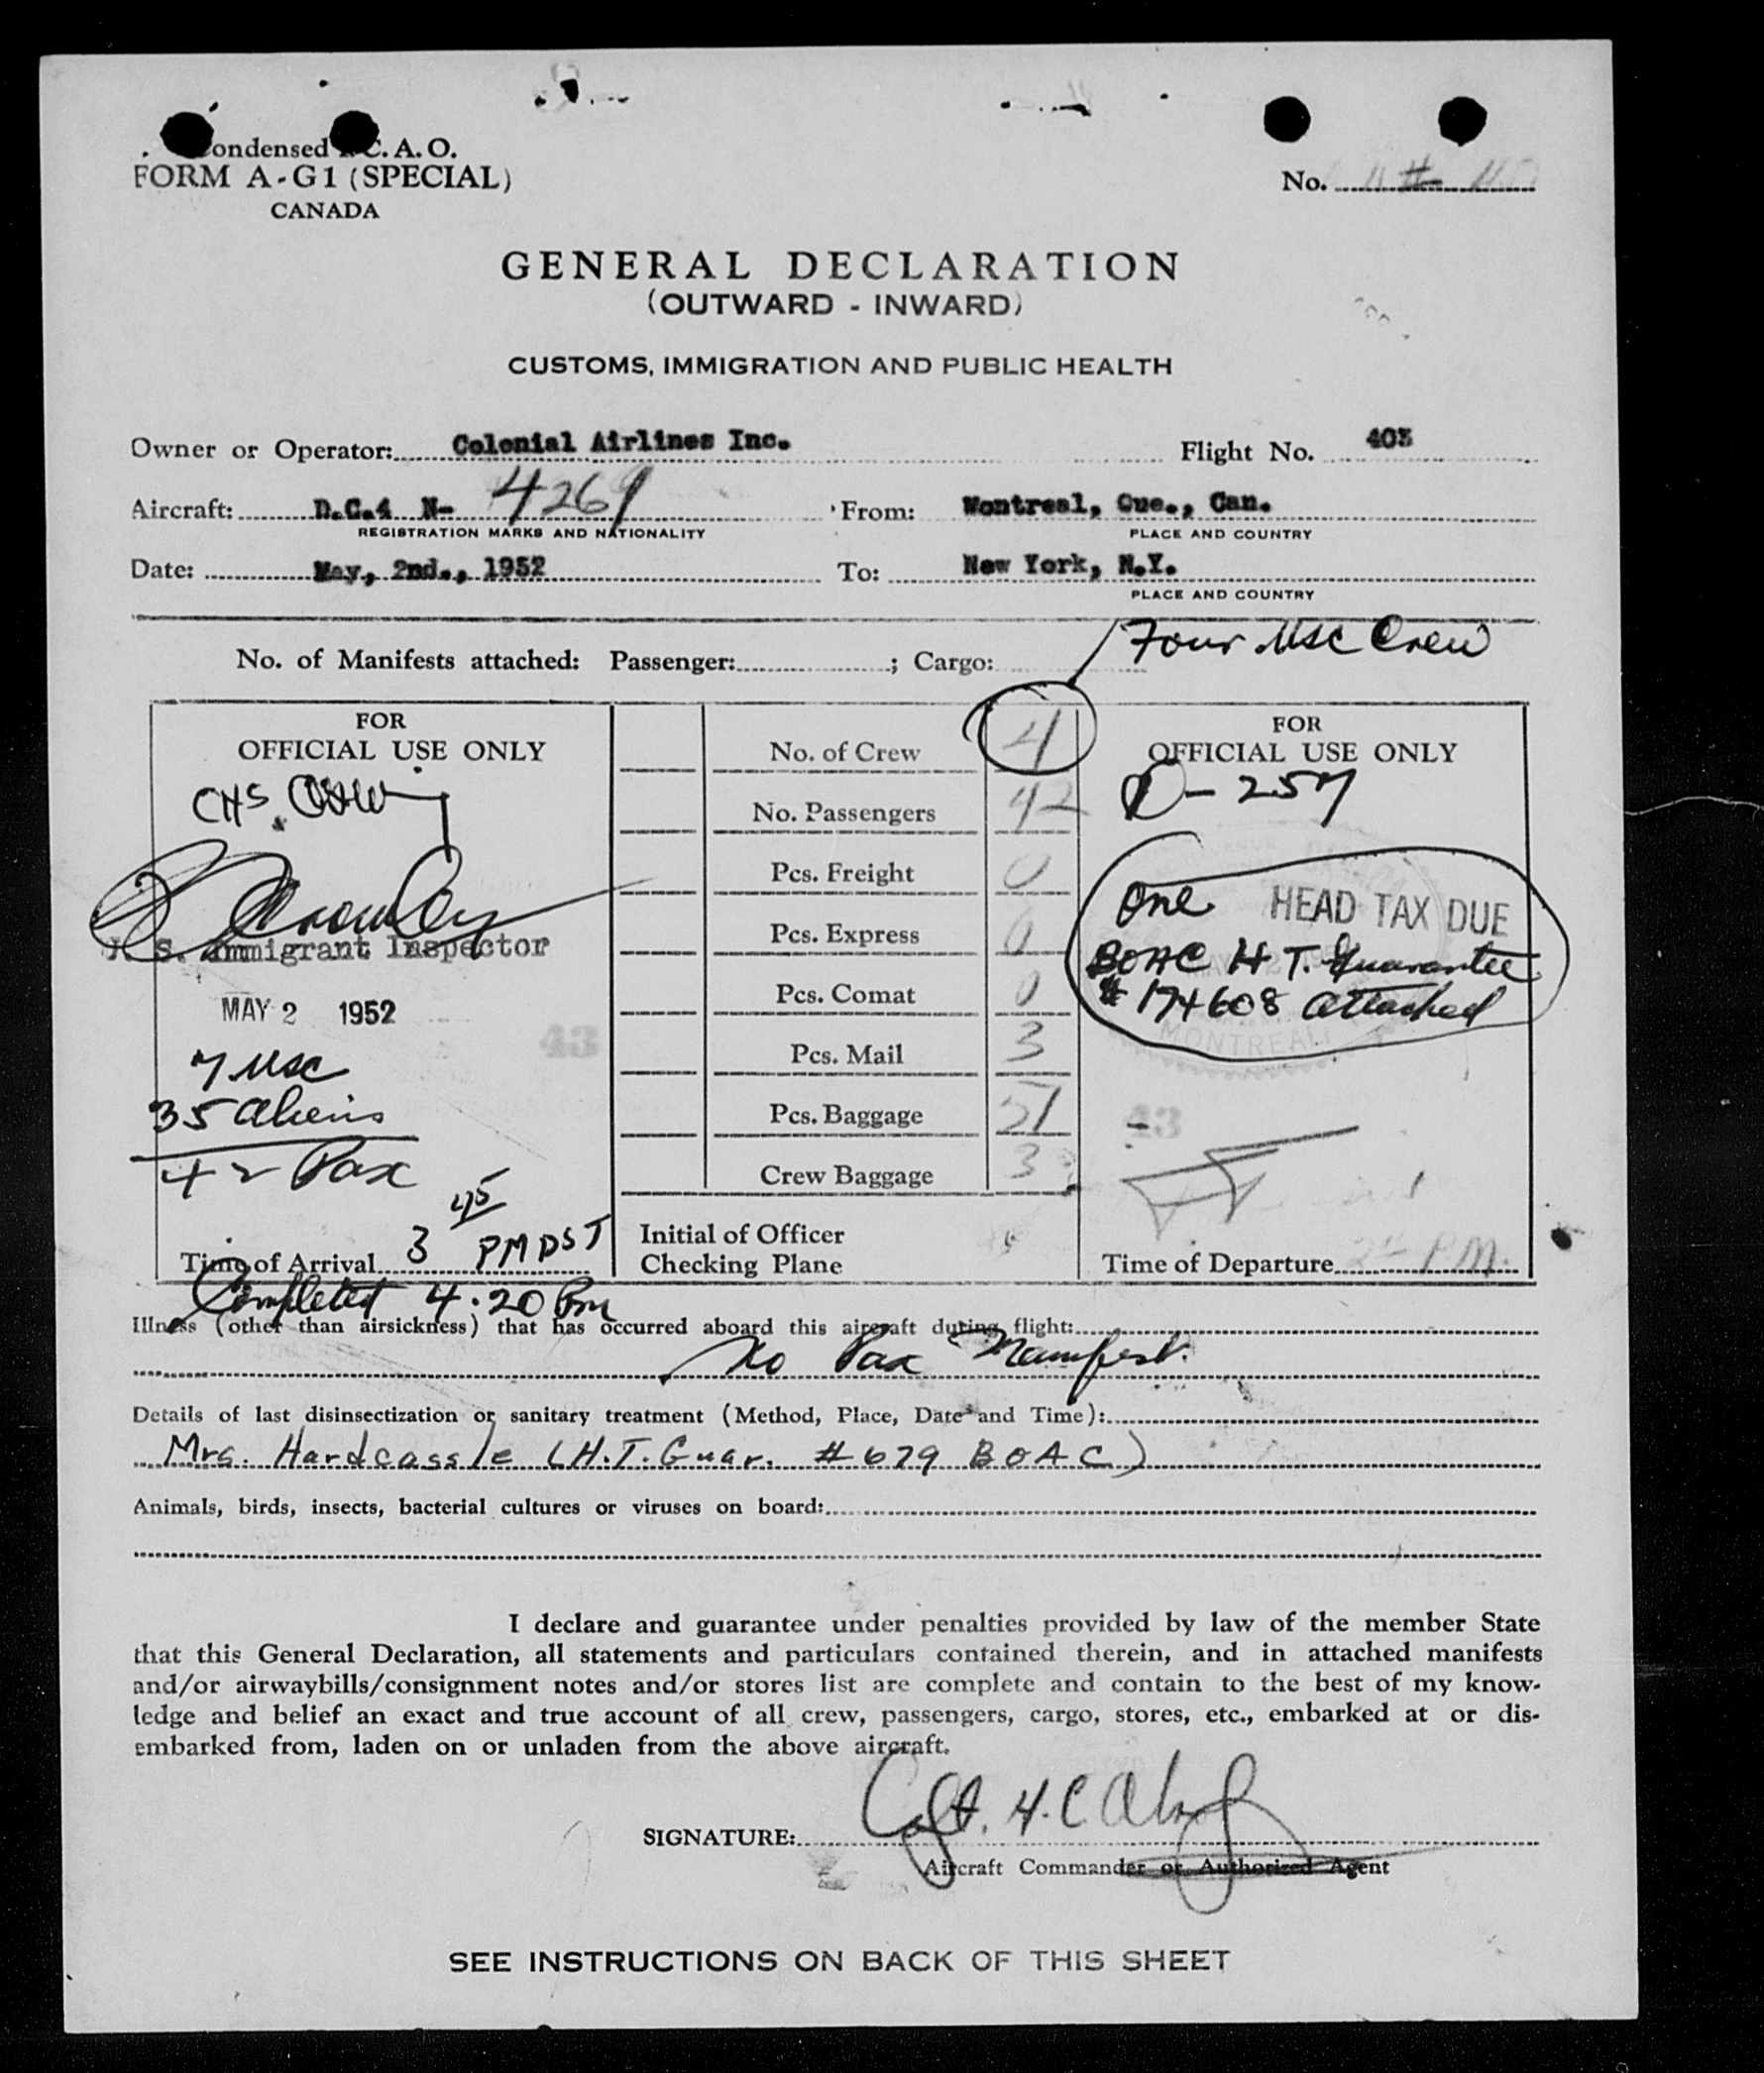 ondensed C. A. O.
FORM A-G1 (SPECIAL)
CANADA
No.
GENERAL DECLARATION
(OUTWARD - INWARD)
CUSTOMS, IMMIGRATION AND PUBLIC HEALTH
Owner or Operator: Colonial Airlines Inc. Flight No. 403
Aircraft: D.C.4 N- 4269 From: Montreal, Que., Can.
REGISTRATION MARKS AND NATIONALITY PLACE AND COUNTRY
Date: May, 2nd., 1952 To: New York, N.Y.
PLACE AND COUNTRY
Four USC Crew
No. of Manifests attached: Passenger: ; Cargo:
FOR
OFFICIAL USE ONLY
CHS.
S. Immigrant Inspector
MAY 2 1952
43
7 USC
35 aliens
42 Pax
Time of Arrival 3 45 PM DST
Completed 4:20 Pm
No. of Crew 4
No. Passengers 42
Pcs. Freight 0
Pcs. Express 0
Pcs. Comat 0
Pcs. Mail 3
Pcs. Baggage 51
Crew Baggage 3
Initial of Officer
Checking Plane
FOR
OFFICIAL USE ONLY
- 257
One HEAD TAX DUE
BOAC H T. Guarantee
# 174608 attached
MONTREAL
43
Time of Departure P.M.
Illness (other than airsickness) that has occurred aboard this aircraft during flight:
No Pax Manifest.
Details of last disinsectization or sanitary treatment (Method, Place, Date and Time):
Mrs. Hardcassle (H.T. Guar. #679 BOAC)
Animals, birds, insects, bacterial cultures or viruses on board:
I declare and guarantee under penalties provided by law of the member State
that this General Declaration, all statements and particulars contained therein, and in attached manifests
and/or airwaybills/consignment notes and/or stores list are complete and contain to the best of my know-
ledge and belief an exact and true account of all crew, passengers, cargo, stores, etc., embarked at or dis-
embarked from, laden on or unladen from the above aircraft.
SIGNATURE: Capt. H. C.
Aircraft Commander or Authorized Agent
SEE INSTRUCTIONS ON BACK OF THIS SHEET